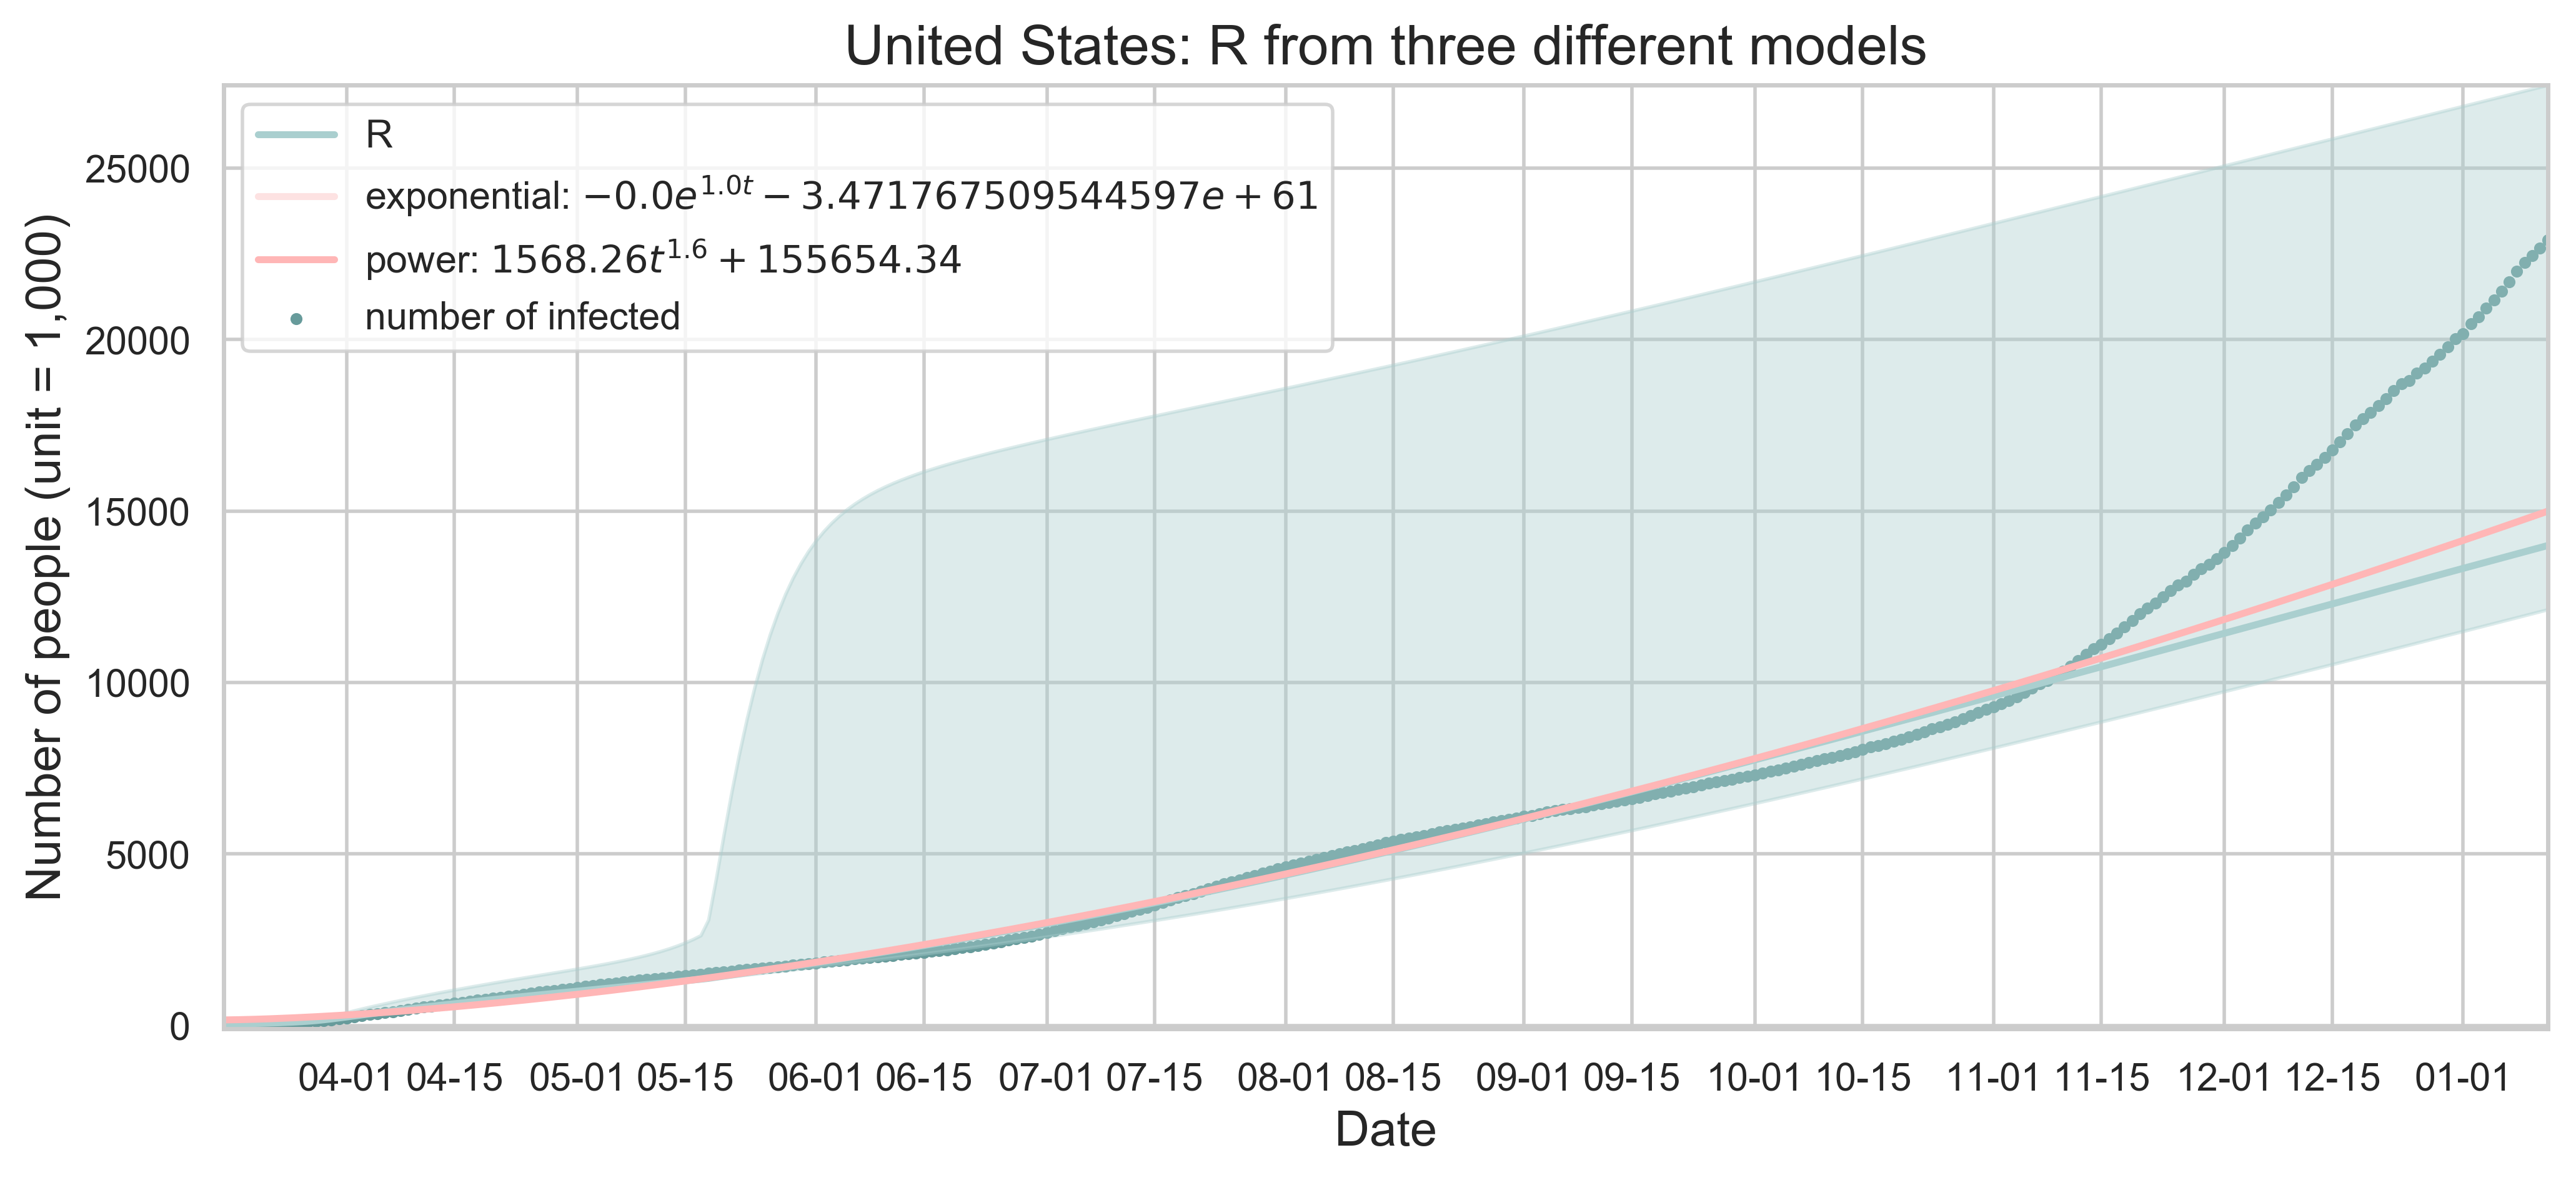 United States: R from three different models
R
exponential: −0.0e^1.0t − 3.4717675095445​97e + 61
power: 1568.26t^1.6 + 155654.34
number of infected
Number of people (unit = 1,000)
25000
20000
15000
10000
5000
0
04-01 04-15 05-01 05-15 06-01 06-15 07-01 07-15 08-01 08-15 09-01 09-15 10-01 10-15 11-01 11-15 12-01 12-15 01-01
Date